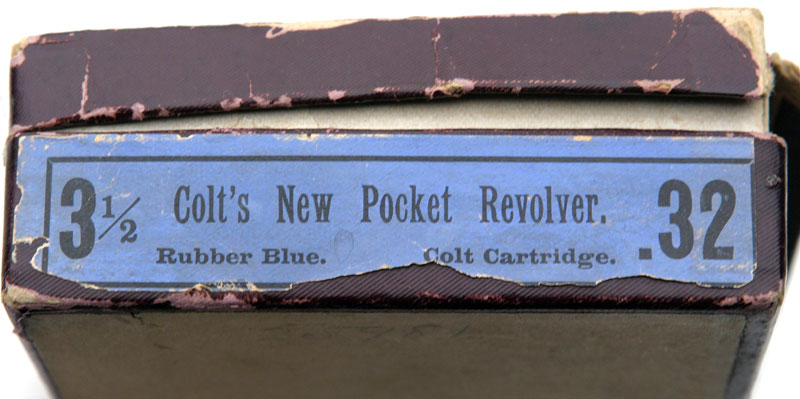 3½ Colt's New Pocket Revolver. .32
Rubber Blue. Colt Cartridge.